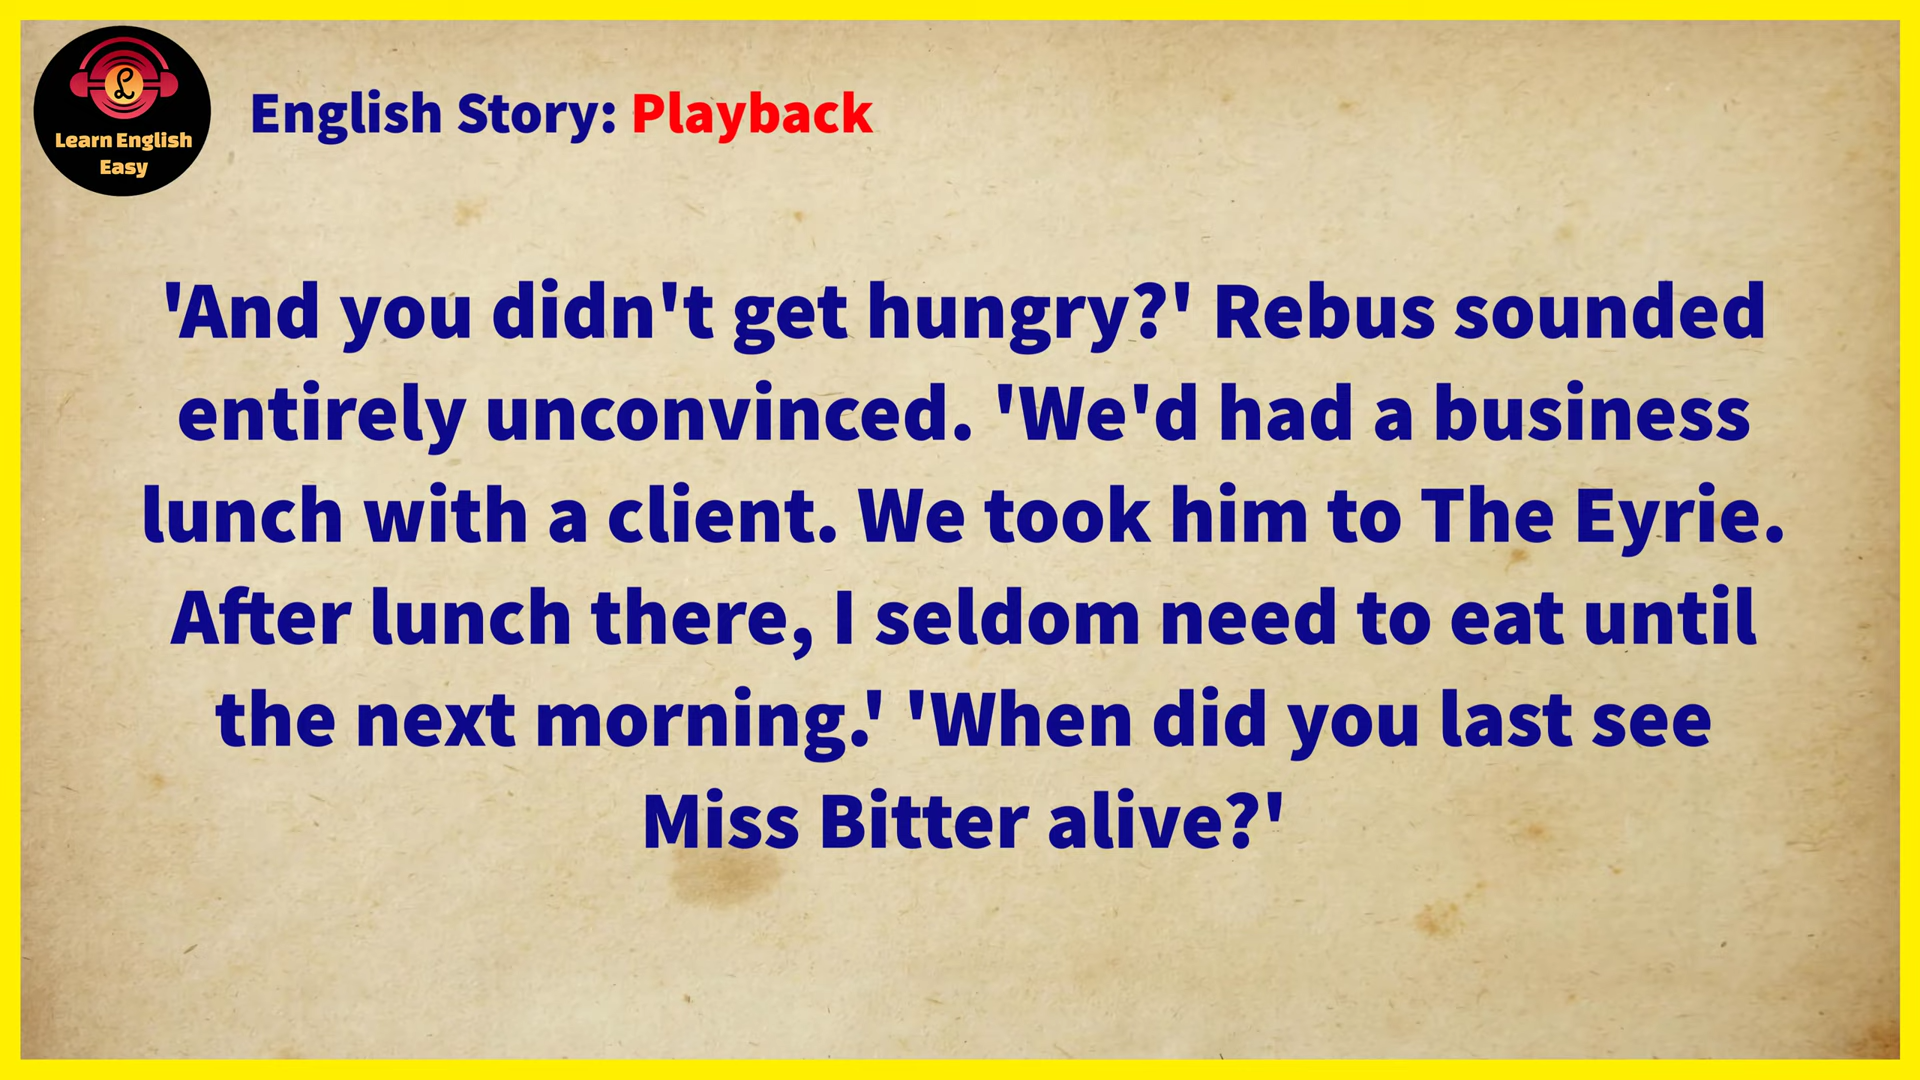 Learn English
Easy
English Story: Playback
'And you didn't get hungry?' Rebus sounded
entirely unconvinced. 'We'd had a business
lunch with a client. We took him to The Eyrie.
After lunch there, I seldom need to eat until
the next morning.' 'When did you last see
Miss Bitter alive?'